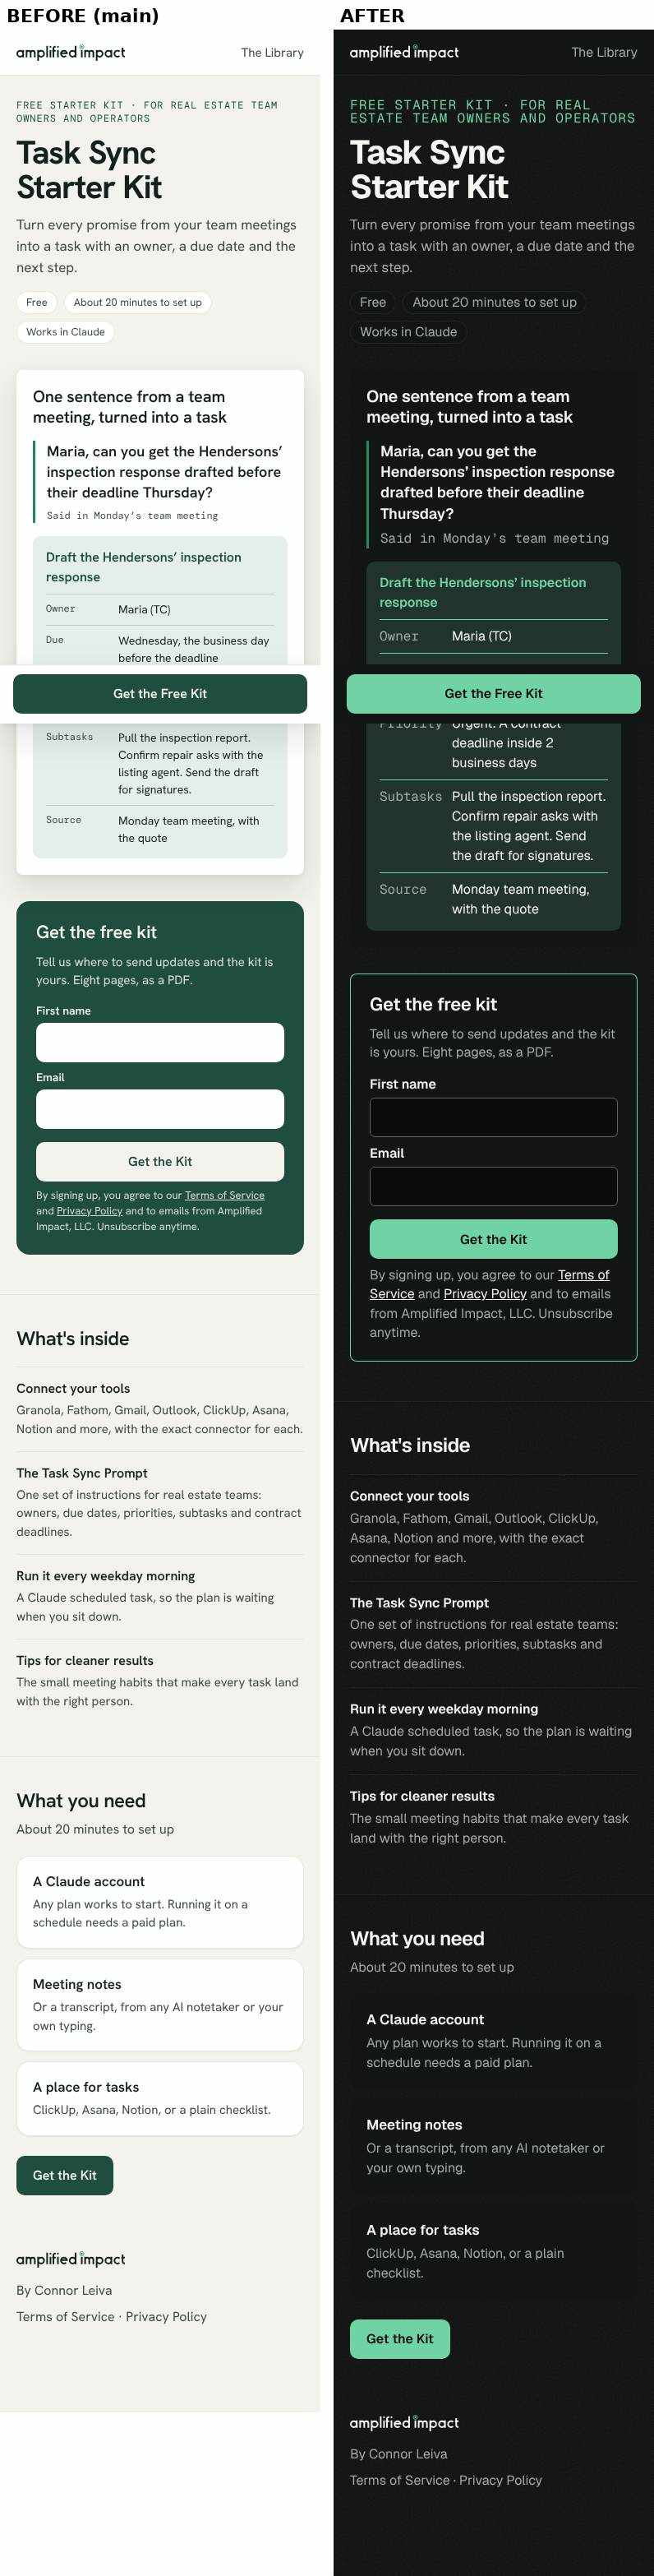 BEFORE (main)
amplified impact
The Library
FREE STARTER KIT · FOR REAL ESTATE TEAM
OWNERS AND OPERATORS
Task Sync
Starter Kit
Turn every promise from your team meetings
into a task with an owner, a due date and the
next step.
Free
About 20 minutes to set up
Works in Claude
One sentence from a team
meeting, turned into a task
Maria, can you get the Hendersons’
inspection response drafted before
their deadline Thursday?
Said in Monday’s team meeting
Draft the Hendersons’ inspection
response
Owner Maria (TC)
Due Wednesday, the business day
before the deadline
Get the Free Kit
Subtasks Pull the inspection report.
Confirm repair asks with the
listing agent. Send the draft
for signatures.
Source Monday team meeting, with
the quote
Get the free kit
Tell us where to send updates and the kit is
yours. Eight pages, as a PDF.
First name
Email
Get the Kit
By signing up, you agree to our Terms of Service
and Privacy Policy and to emails from Amplified
Impact, LLC. Unsubscribe anytime.
What's inside
Connect your tools
Granola, Fathom, Gmail, Outlook, ClickUp, Asana,
Notion and more, with the exact connector for each.
The Task Sync Prompt
One set of instructions for real estate teams:
owners, due dates, priorities, subtasks and contract
deadlines.
Run it every weekday morning
A Claude scheduled task, so the plan is waiting
when you sit down.
Tips for cleaner results
The small meeting habits that make every task land
with the right person.
What you need
About 20 minutes to set up
A Claude account
Any plan works to start. Running it on a
schedule needs a paid plan.
Meeting notes
Or a transcript, from any AI notetaker or your
own typing.
A place for tasks
ClickUp, Asana, Notion, or a plain checklist.
Get the Kit
amplified impact
By Connor Leiva
Terms of Service · Privacy Policy
AFTER
amplified impact
The Library
FREE STARTER KIT · FOR REAL
ESTATE TEAM OWNERS AND OPERATORS
Task Sync
Starter Kit
Turn every promise from your team meetings
into a task with an owner, a due date and the
next step.
Free
About 20 minutes to set up
Works in Claude
One sentence from a team
meeting, turned into a task
Maria, can you get the
Hendersons’ inspection response
drafted before their deadline
Thursday?
Said in Monday’s team meeting
Draft the Hendersons’ inspection
response
Owner Maria (TC)
Get the Free Kit
Priority Urgent. A contract
deadline inside 2
business days
Subtasks Pull the inspection report.
Confirm repair asks with
the listing agent. Send
the draft for signatures.
Source Monday team meeting,
with the quote
Get the free kit
Tell us where to send updates and the kit
is yours. Eight pages, as a PDF.
First name
Email
Get the Kit
By signing up, you agree to our Terms of
Service and Privacy Policy and to emails
from Amplified Impact, LLC. Unsubscribe
anytime.
What's inside
Connect your tools
Granola, Fathom, Gmail, Outlook, ClickUp,
Asana, Notion and more, with the exact
connector for each.
The Task Sync Prompt
One set of instructions for real estate teams:
owners, due dates, priorities, subtasks and
contract deadlines.
Run it every weekday morning
A Claude scheduled task, so the plan is waiting
when you sit down.
Tips for cleaner results
The small meeting habits that make every task
land with the right person.
What you need
About 20 minutes to set up
A Claude account
Any plan works to start. Running it on a
schedule needs a paid plan.
Meeting notes
Or a transcript, from any AI notetaker or
your own typing.
A place for tasks
ClickUp, Asana, Notion, or a plain
checklist.
Get the Kit
amplified impact
By Connor Leiva
Terms of Service · Privacy Policy